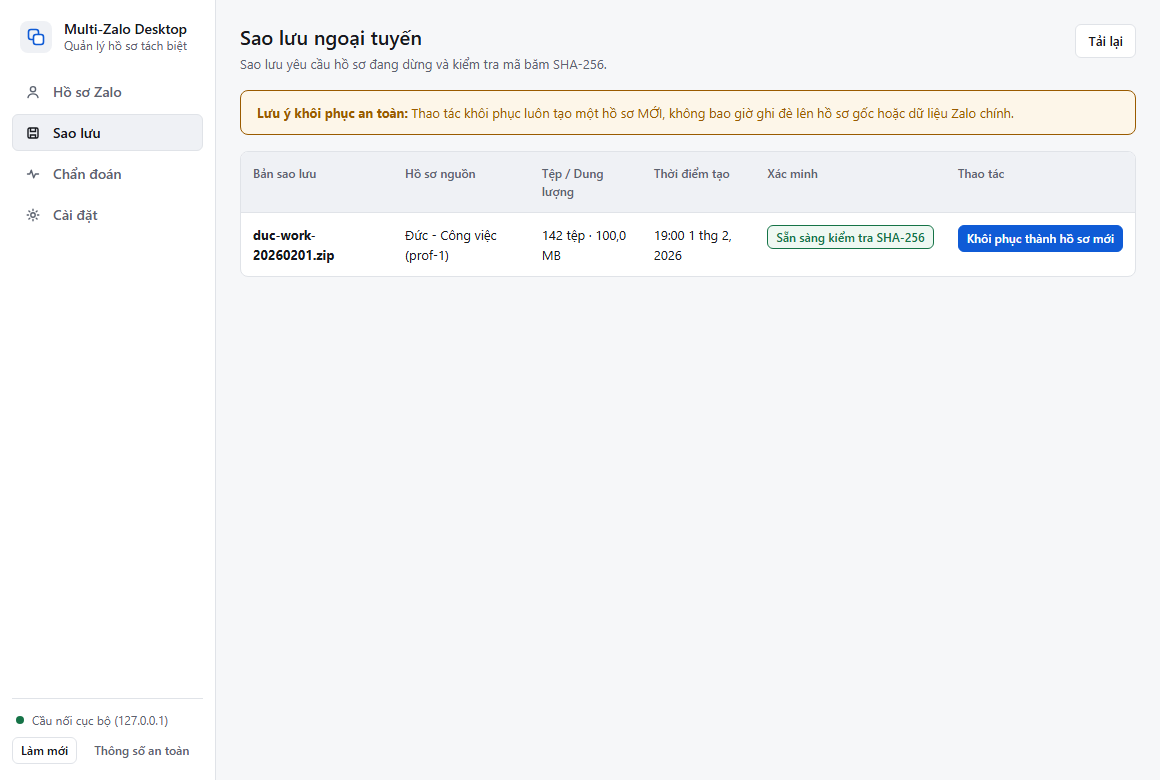 Multi-Zalo Desktop
Quản lý hồ sơ tách biệt
Hồ sơ Zalo
Sao lưu
Chẩn đoán
Cài đặt
Cầu nối cục bộ (127.0.0.1)
Làm mới
Thông số an toàn
Sao lưu ngoại tuyến
Sao lưu yêu cầu hồ sơ đang dừng và kiểm tra mã băm SHA-256.
Tải lại
Lưu ý khôi phục an toàn: Thao tác khôi phục luôn tạo một hồ sơ MỚI, không bao giờ ghi đè lên hồ sơ gốc hoặc dữ liệu Zalo chính.
Bản sao lưu
Hồ sơ nguồn
Tệp / Dung
lượng
Thời điểm tạo
Xác minh
Thao tác
duc-work-
20260201.zip
Đức - Công việc
(prof-1)
142 tệp · 100,0
MB
19:00 1 thg 2,
2026
Sẵn sàng kiểm tra SHA-256
Khôi phục thành hồ sơ mới